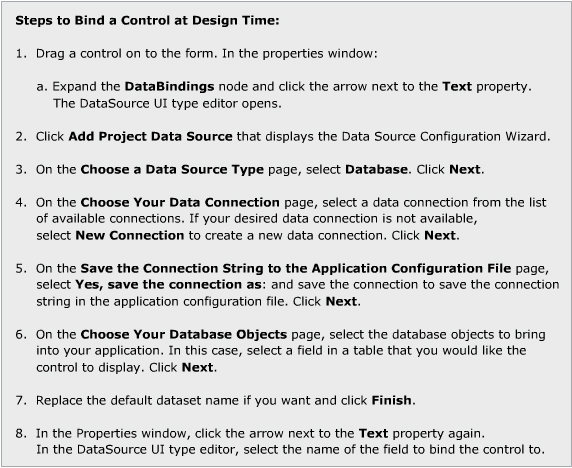 Steps to Bind a Control at Design Time:
1. Drag a control on to the form. In the properties window:
a. Expand the DataBindings node and click the arrow next to the Text property.
The DataSource UI type editor opens.
2. Click Add Project Data Source that displays the Data Source Configuration Wizard.
3. On the Choose a Data Source Type page, select Database. Click Next.
4. On the Choose Your Data Connection page, select a data connection from the list
of available connections. If your desired data connection is not available,
select New Connection to create a new data connection. Click Next.
5. On the Save the Connection String to the Application Configuration File page,
select Yes, save the connection as: and save the connection to save the connection
string in the application configuration file. Click Next.
6. On the Choose Your Database Objects page, select the database objects to bring
into your application. In this case, select a field in a table that you would like the
control to display. Click Next.
7. Replace the default dataset name if you want and click Finish.
8. In the Properties window, click the arrow next to the Text property again.
In the DataSource UI type editor, select the name of the field to bind the control to.